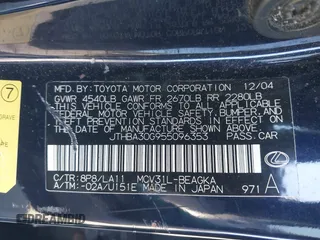 7
MFD.BY:TOYOTA MOTOR CORPORATION 12/04
GVWR 4540LB GAWR FR 2670LB RR 2280LB
THIS VEHICLE CONFORMS TO ALL APPLICABLE
FEDERAL MOTOR VEHICLE SAFETY, BUMPER, AND
THEFT PREVENTION STANDARDS IN EFFECT ON THE
DATE OF MANUFACTURE SHOWN ABOVE.
JTHBA30G955096353 PASS.CAR
C/TR:8P8/LA11 MCV31L-BEAGKA
A/TM:-02A/U151E MADE IN JAPAN 971 A
DREAMBID